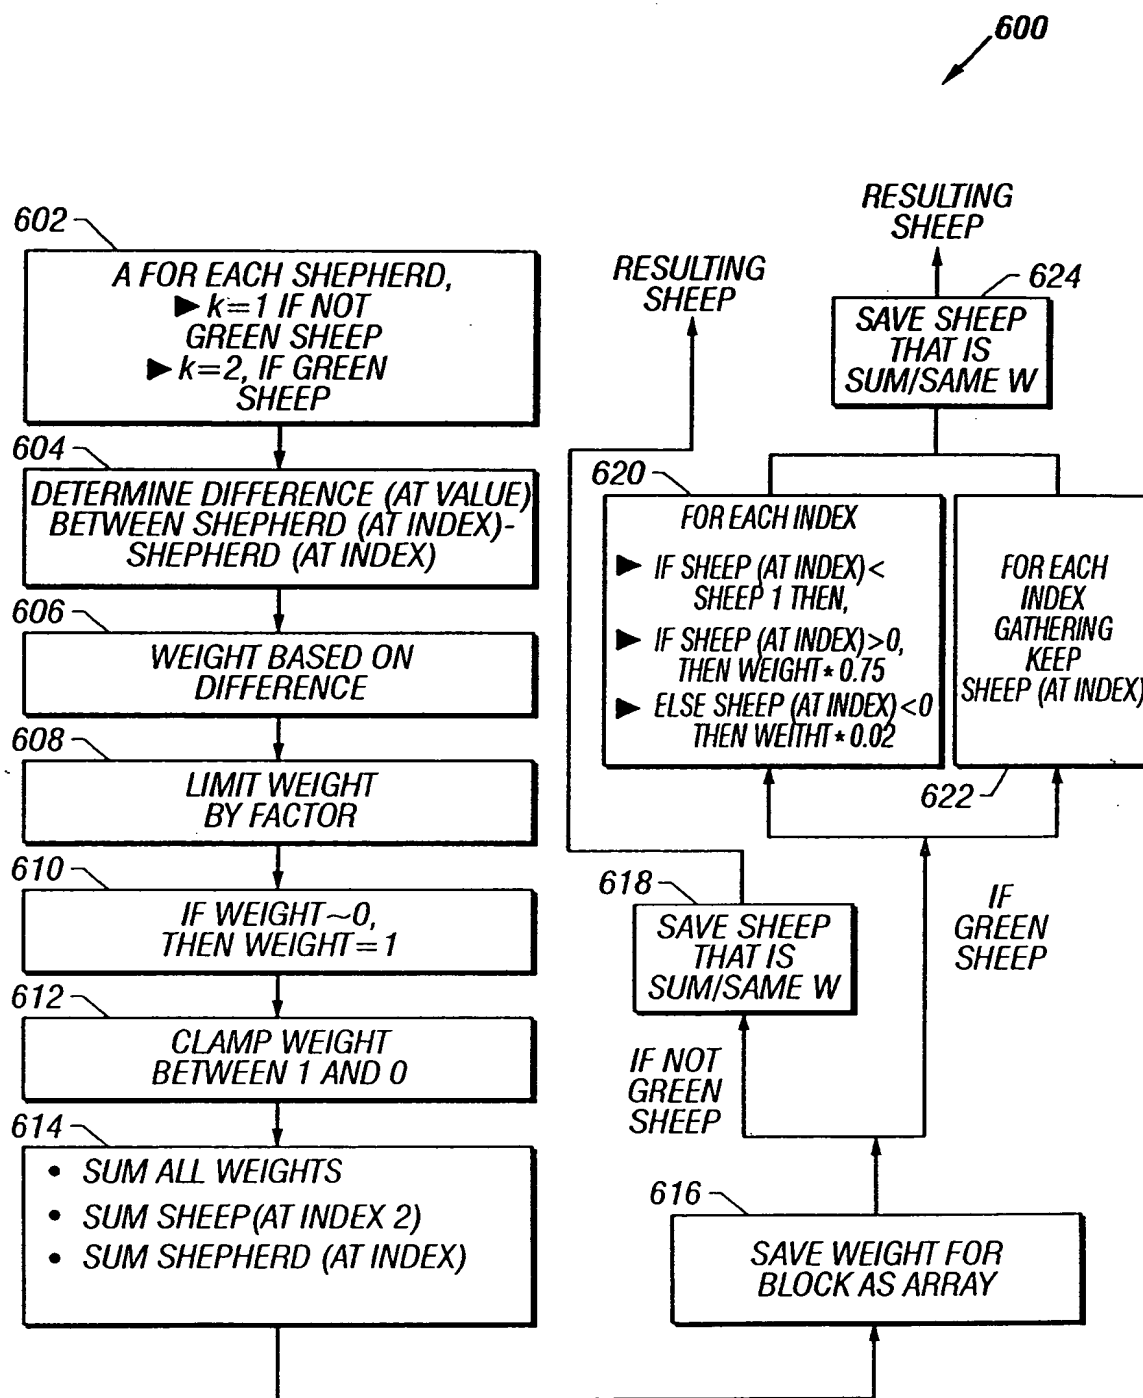 600
602
A FOR EACH SHEPHERD,
► k=1 IF NOT
GREEN SHEEP
► k=2, IF GREEN
SHEEP
604
DETERMINE DIFFERENCE (AT VALUE)
BETWEEN SHEPHERD (AT INDEX)-
SHEPHERD (AT INDEX)
606
WEIGHT BASED ON
DIFFERENCE
608
LIMIT WEIGHT
BY FACTOR
610
IF WEIGHT~0,
THEN WEIGHT=1
612
CLAMP WEIGHT
BETWEEN 1 AND 0
614
• SUM ALL WEIGHTS
• SUM SHEEP(AT INDEX 2)
• SUM SHEPHERD (AT INDEX)
616
SAVE WEIGHT FOR
BLOCK AS ARRAY
IF NOT
GREEN
SHEEP
618
SAVE SHEEP
THAT IS
SUM/SAME W
RESULTING
SHEEP
IF
GREEN
SHEEP
620
FOR EACH INDEX
► IF SHEEP (AT INDEX)<
SHEEP 1 THEN,
► IF SHEEP (AT INDEX)>0,
THEN WEIGHT*0.75
► ELSE SHEEP (AT INDEX)<0
THEN WEITHT*0.02
622
FOR EACH
INDEX
GATHERING
KEEP
SHEEP (AT INDEX)
624
SAVE SHEEP
THAT IS
SUM/SAME W
RESULTING
SHEEP